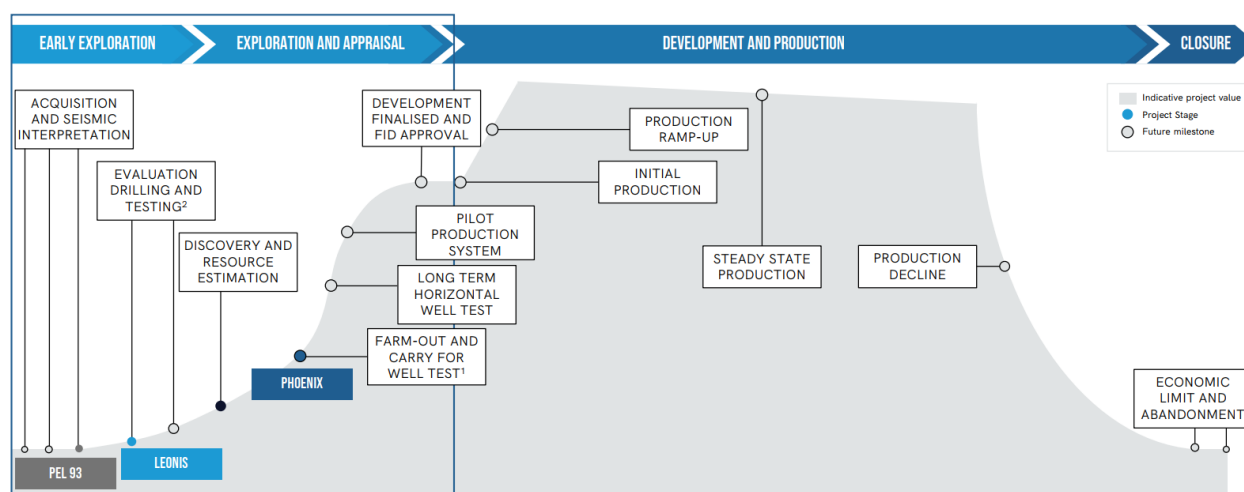 EARLY EXPLORATION
EXPLORATION AND APPRAISAL
DEVELOPMENT AND PRODUCTION
CLOSURE
ACQUISITION
AND SEISMIC
INTERPRETATION
EVALUATION
DRILLING AND
TESTING²
DISCOVERY AND
RESOURCE
ESTIMATION
DEVELOPMENT
FINALISED AND
FID APPROVAL
PILOT
PRODUCTION
SYSTEM
LONG TERM
HORIZONTAL
WELL TEST
FARM-OUT AND
CARRY FOR
WELL TEST¹
PRODUCTION
RAMP-UP
INITIAL
PRODUCTION
STEADY STATE
PRODUCTION
PRODUCTION
DECLINE
ECONOMIC
LIMIT AND
ABANDONMENT
Indicative project value
Project Stage
Future milestone
PHOENIX
LEONIS
PEL 93